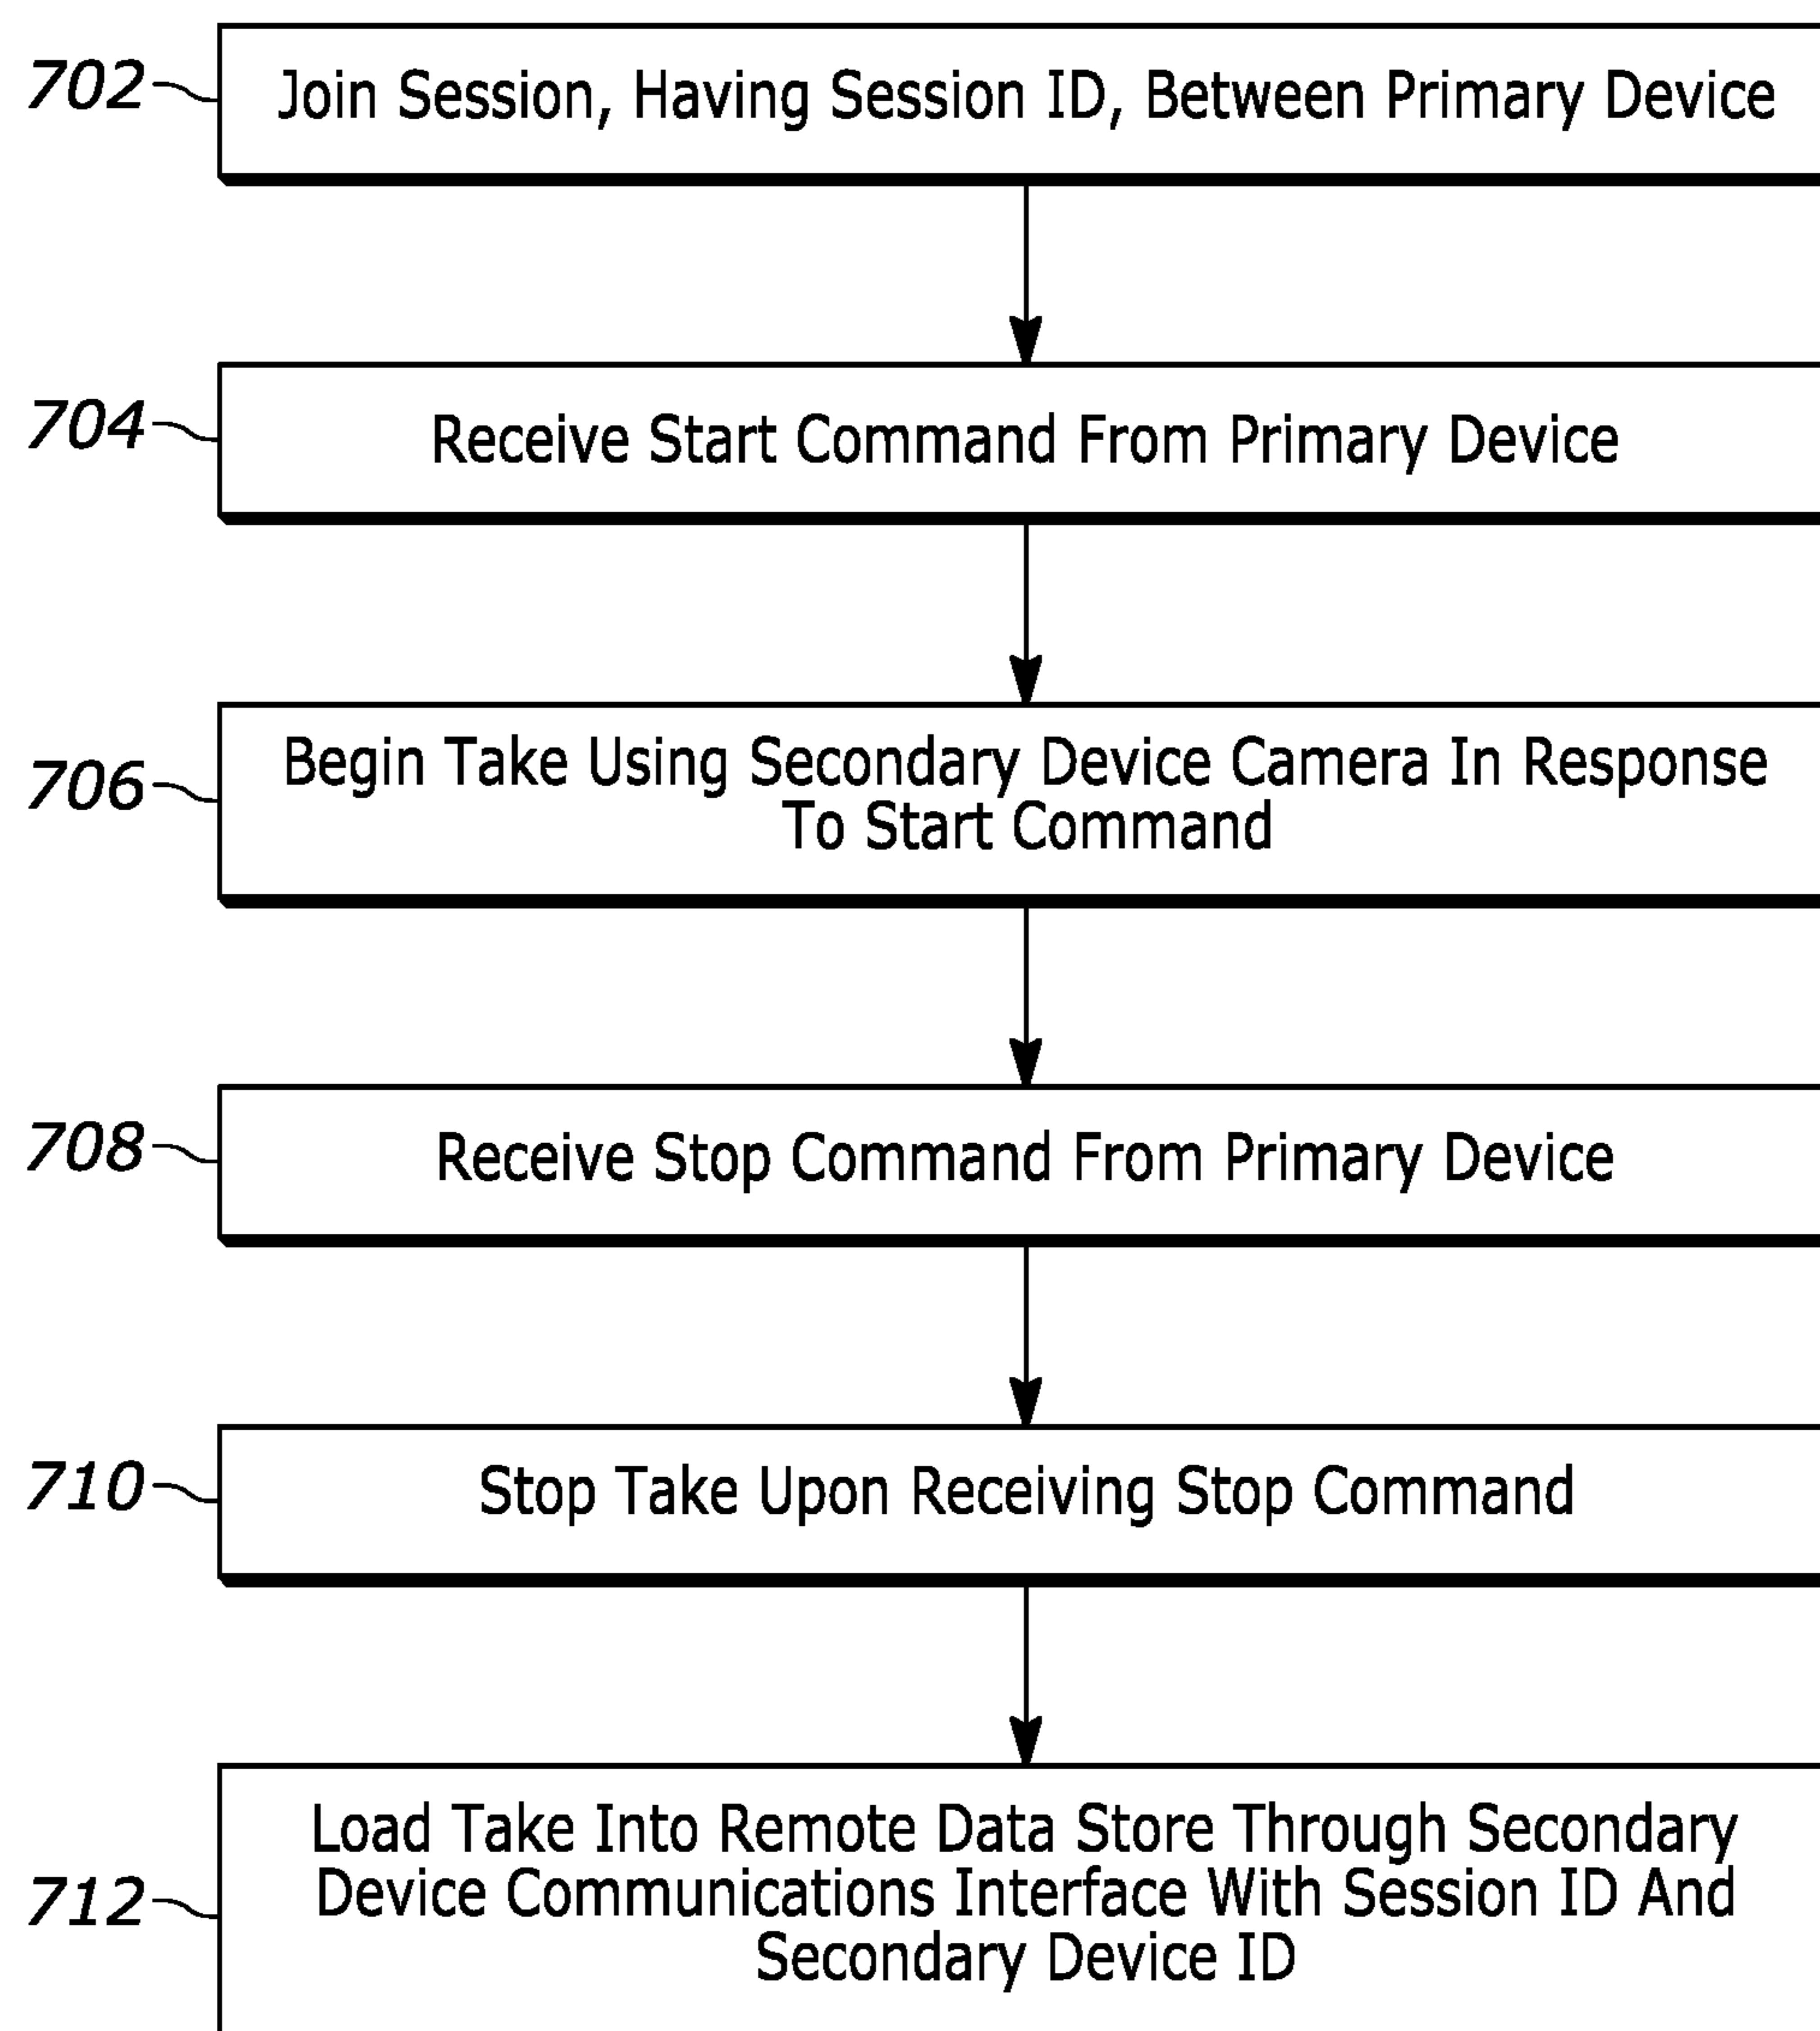 702
Join Session, Having Session ID, Between Primary Device
704
Receive Start Command From Primary Device
706
Begin Take Using Secondary Device Camera In Response
To Start Command
708
Receive Stop Command From Primary Device
710
Stop Take Upon Receiving Stop Command
712
Load Take Into Remote Data Store Through Secondary
Device Communications Interface With Session ID And
Secondary Device ID